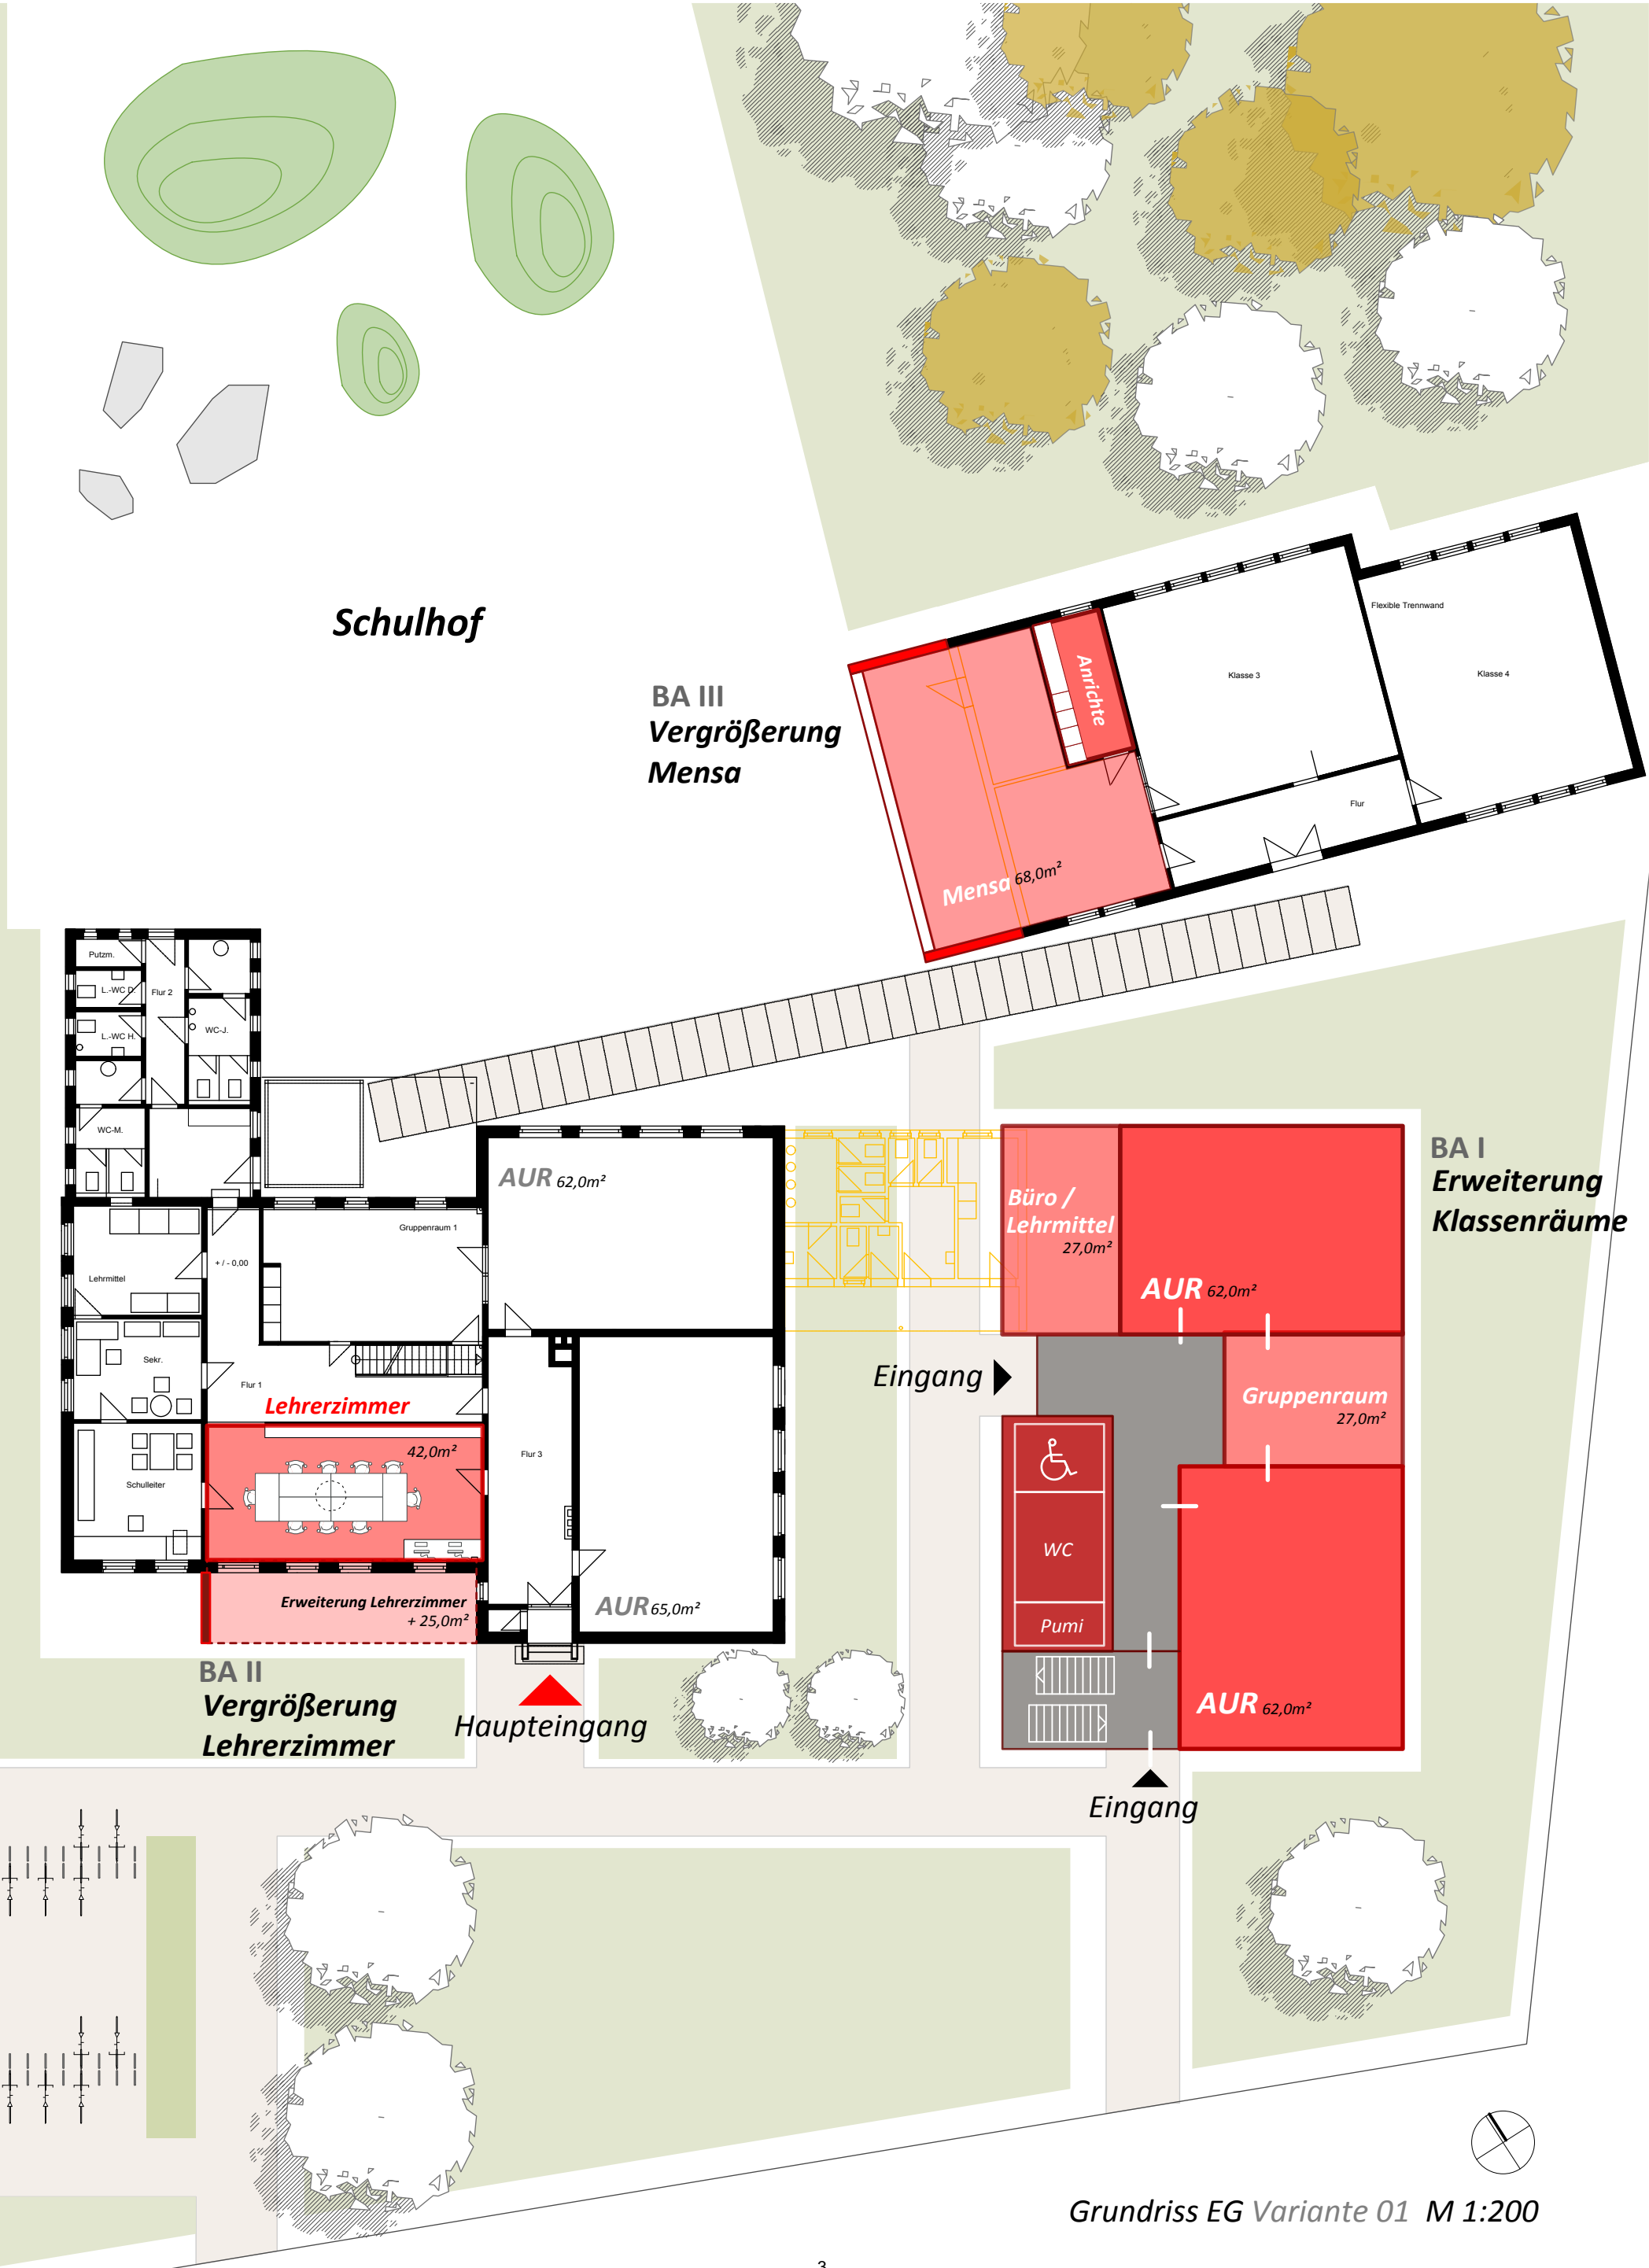 Schulhof
BA III
Vergrößerung
Mensa
Anrichte
Klasse 3
Flexible Trennwand
Klasse 4
Flur
Mensa 68,0m²
Putzm.
L.-WC D.
Flur 2
L.-WC H.
WC-J.
WC-M.
AUR 62,0m²
Gruppenraum 1
Lehrmittel
+ / - 0,00
Sekr.
Flur 1
Lehrerzimmer
42,0m²
Flur 3
Schulleiter
Erweiterung Lehrerzimmer
+ 25,0m²
AUR 65,0m²
BA II
Vergrößerung
Lehrerzimmer
Haupteingang
Büro /
Lehrmittel
27,0m²
AUR 62,0m²
BA I
Erweiterung
Klassenräume
Eingang
Gruppenraum
27,0m²
WC
Pumi
AUR 62,0m²
Eingang
Grundriss EG Variante 01 M 1:200
3